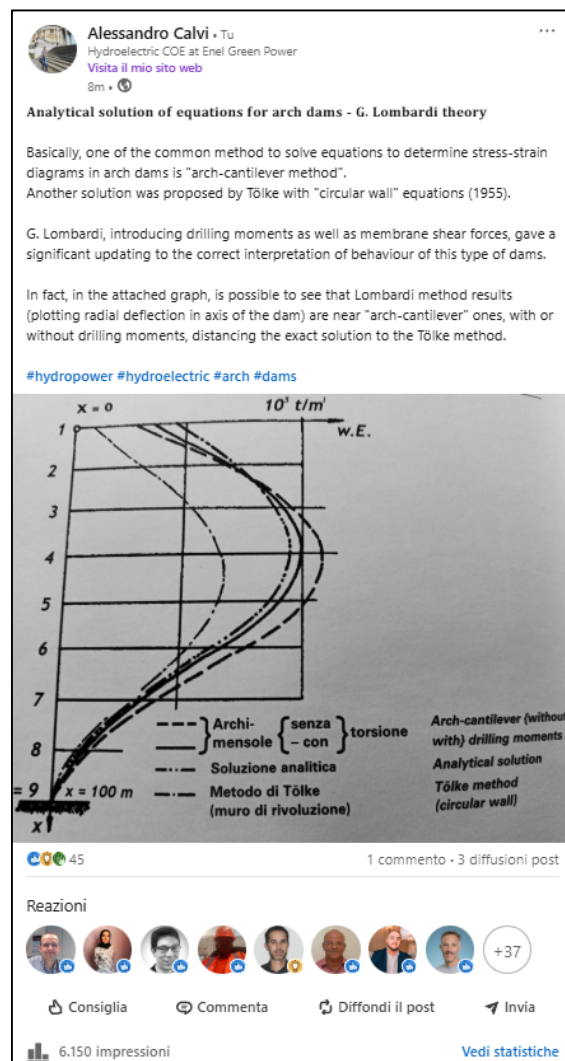 Alessandro Calvi • Tu
Hydroelectric COE at Enel Green Power
Visita il mio sito web
8m •
Analytical solution of equations for arch dams - G. Lombardi theory
Basically, one of the common method to solve equations to determine stress-strain
diagrams in arch dams is "arch-cantilever method".
Another solution was proposed by Tölke with "circular wall" equations (1955).
G. Lombardi, introducing drilling moments as well as membrane shear forces, gave a
significant updating to the correct interpretation of behaviour of this type of dams.
In fact, in the attached graph, is possible to see that Lombardi method results
(plotting radial deflection in axis of the dam) are near "arch-cantilever" ones, with or
without drilling moments, distancing the exact solution to the Tölke method.
#hydropower #hydroelectric #arch #dams
x = 0
10³ t/m'
w.E.
1
2
3
4
5
6
7
8
= 9 x = 100 m
x
Archi-mensole { senza – con } torsione
Soluzione analitica
Metodo di Tölke
(muro di rivoluzione)
Arch-cantilever (without
with) drilling moments
Analytical solution
Tölke method
(circular wall)
45
1 commento • 3 diffusioni post
Reazioni
+37
Consiglia
Commenta
Diffondi il post
Invia
6.150 impressioni
Vedi statistiche